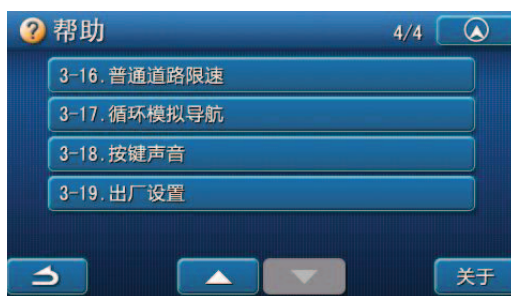 帮助 4/4
3-16.普通道路限速
3-17.循环模拟导航
3-18.按键声音
3-19.出厂设置
关于